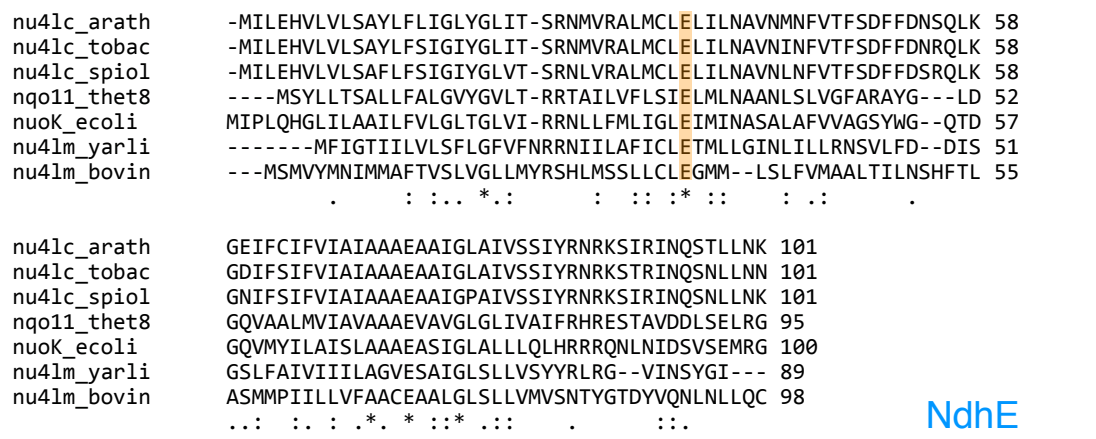 nu4lc_arath -MILEHVLVLSAYLFLIGLYGLIT-SRNMVRALMCLELILNAVNMNFVTFSDFFDNSQLK 58
nu4lc_tobac -MILEHVLVLSAYLFSIGIYGLIT-SRNMVRALMCLELILNAVNINFVTFSDFFDNRQLK 58
nu4lc_spiol -MILEHVLVLSAFLFSIGIYGLVT-SRNLVRALMCLELILNAVNLNFVTFSDFFDSRQLK 58
nqo11_thet8 ----MSYLLTSALLFALGVYGVLT-RRTAILVFLSIELMLNAANLSLVGFARAYG---LD 52
nuoK_ecoli MIPLQHGLILAAILFVLGLTGLVI-RRNLLFMLIGLEIMINASALAFVVAGSYWG--QTD 57
nu4lm_yarli -------MFIGTIILVLSFLGFVFNRRNIILAFICLETMLLGINLILLRNSVLFD--DIS 51
nu4lm_bovin ---MSMVYMNIMMAFTVSLVGLLMYRSHLMSSLLCLEGMM--LSLFVMAALTILNSHFTL 55
. : :.. *.: : :: :* :: : .: .
nu4lc_arath GEIFCIFVIAIAAAEAAIGLAIVSSIYRNRKSIRINQSTLLNK 101
nu4lc_tobac GDIFSIFVIAIAAAEAAIGLAIVSSIYRNRKSTRINQSNLLNN 101
nu4lc_spiol GNIFSIFVIAIAAAEAAIGPAIVSSIYRNRKSIRINQSNLLNK 101
nqo11_thet8 GQVAALMVIAVAAAEVAVGLGLIVAIFRHRESTAVDDLSELRG 95
nuoK_ecoli GQVMYILAISLAAAEASIGLALLLQLHRRRQNLNIDSVSEMRG 100
nu4lm_yarli GSLFAIVIIILAGVESAIGLSLLVSYYRLRG--VINSYGI--- 89
nu4lm_bovin ASMMPIILLVFAACEAALGLSLLVMVSNTYGTDYVQNLNLLQC 98
..: :. : .*. * ::* .:: . ::.
NdhE